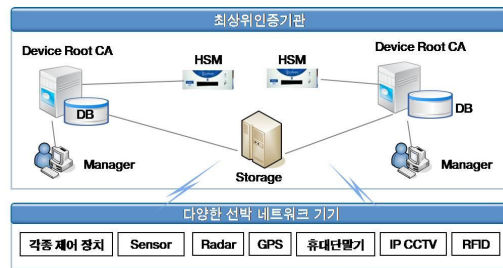 최상위인증기관
Device Root CA
HSM
HSM
Device Root CA
DB
DB
Manager
Storage
Manager
다양한 선박 네트워크 기기
각종 제어 장치
Sensor
Radar
GPS
휴대단말기
IP CCTV
RFID